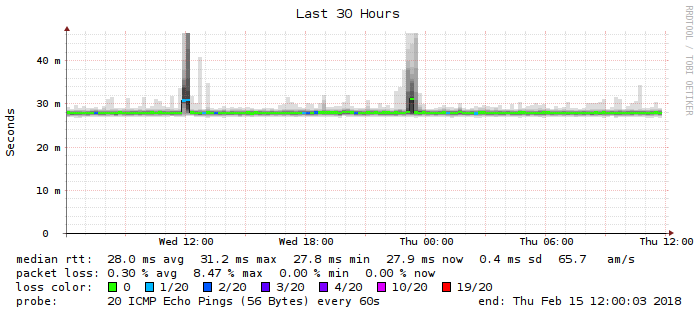 Last 30 Hours
RRDTOOL / TOBI OETIKER
Seconds
40 m
30 m
20 m
10 m
0
Wed 12:00 Wed 18:00 Thu 00:00 Thu 06:00 Thu 12:00
median rtt: 28.0 ms avg 31.2 ms max 27.8 ms min 27.9 ms now 0.4 ms sd 65.7 am/s
packet loss: 0.30 % avg 8.47 % max 0.00 % min 0.00 % now
loss color: 0 1/20 2/20 3/20 4/20 10/20 19/20
probe: 20 ICMP Echo Pings (56 Bytes) every 60s end: Thu Feb 15 12:00:03 2018